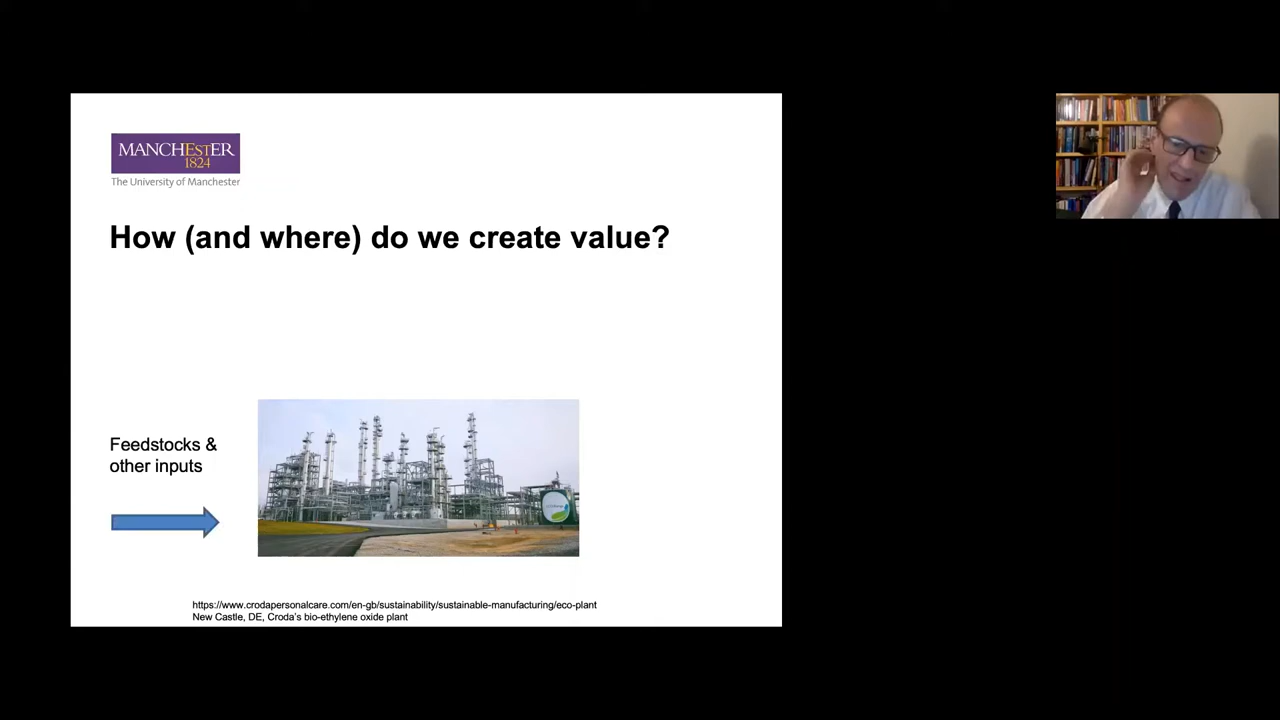 MANCHEsTER
1824
The University of Manchester
How (and where) do we create value?
Feedstocks &
other inputs
https://www.crodapersonalcare.com/en-gb/sustainability/sustainable-manufacturing/eco-plant
New Castle, DE, Croda's bio-ethylene oxide plant